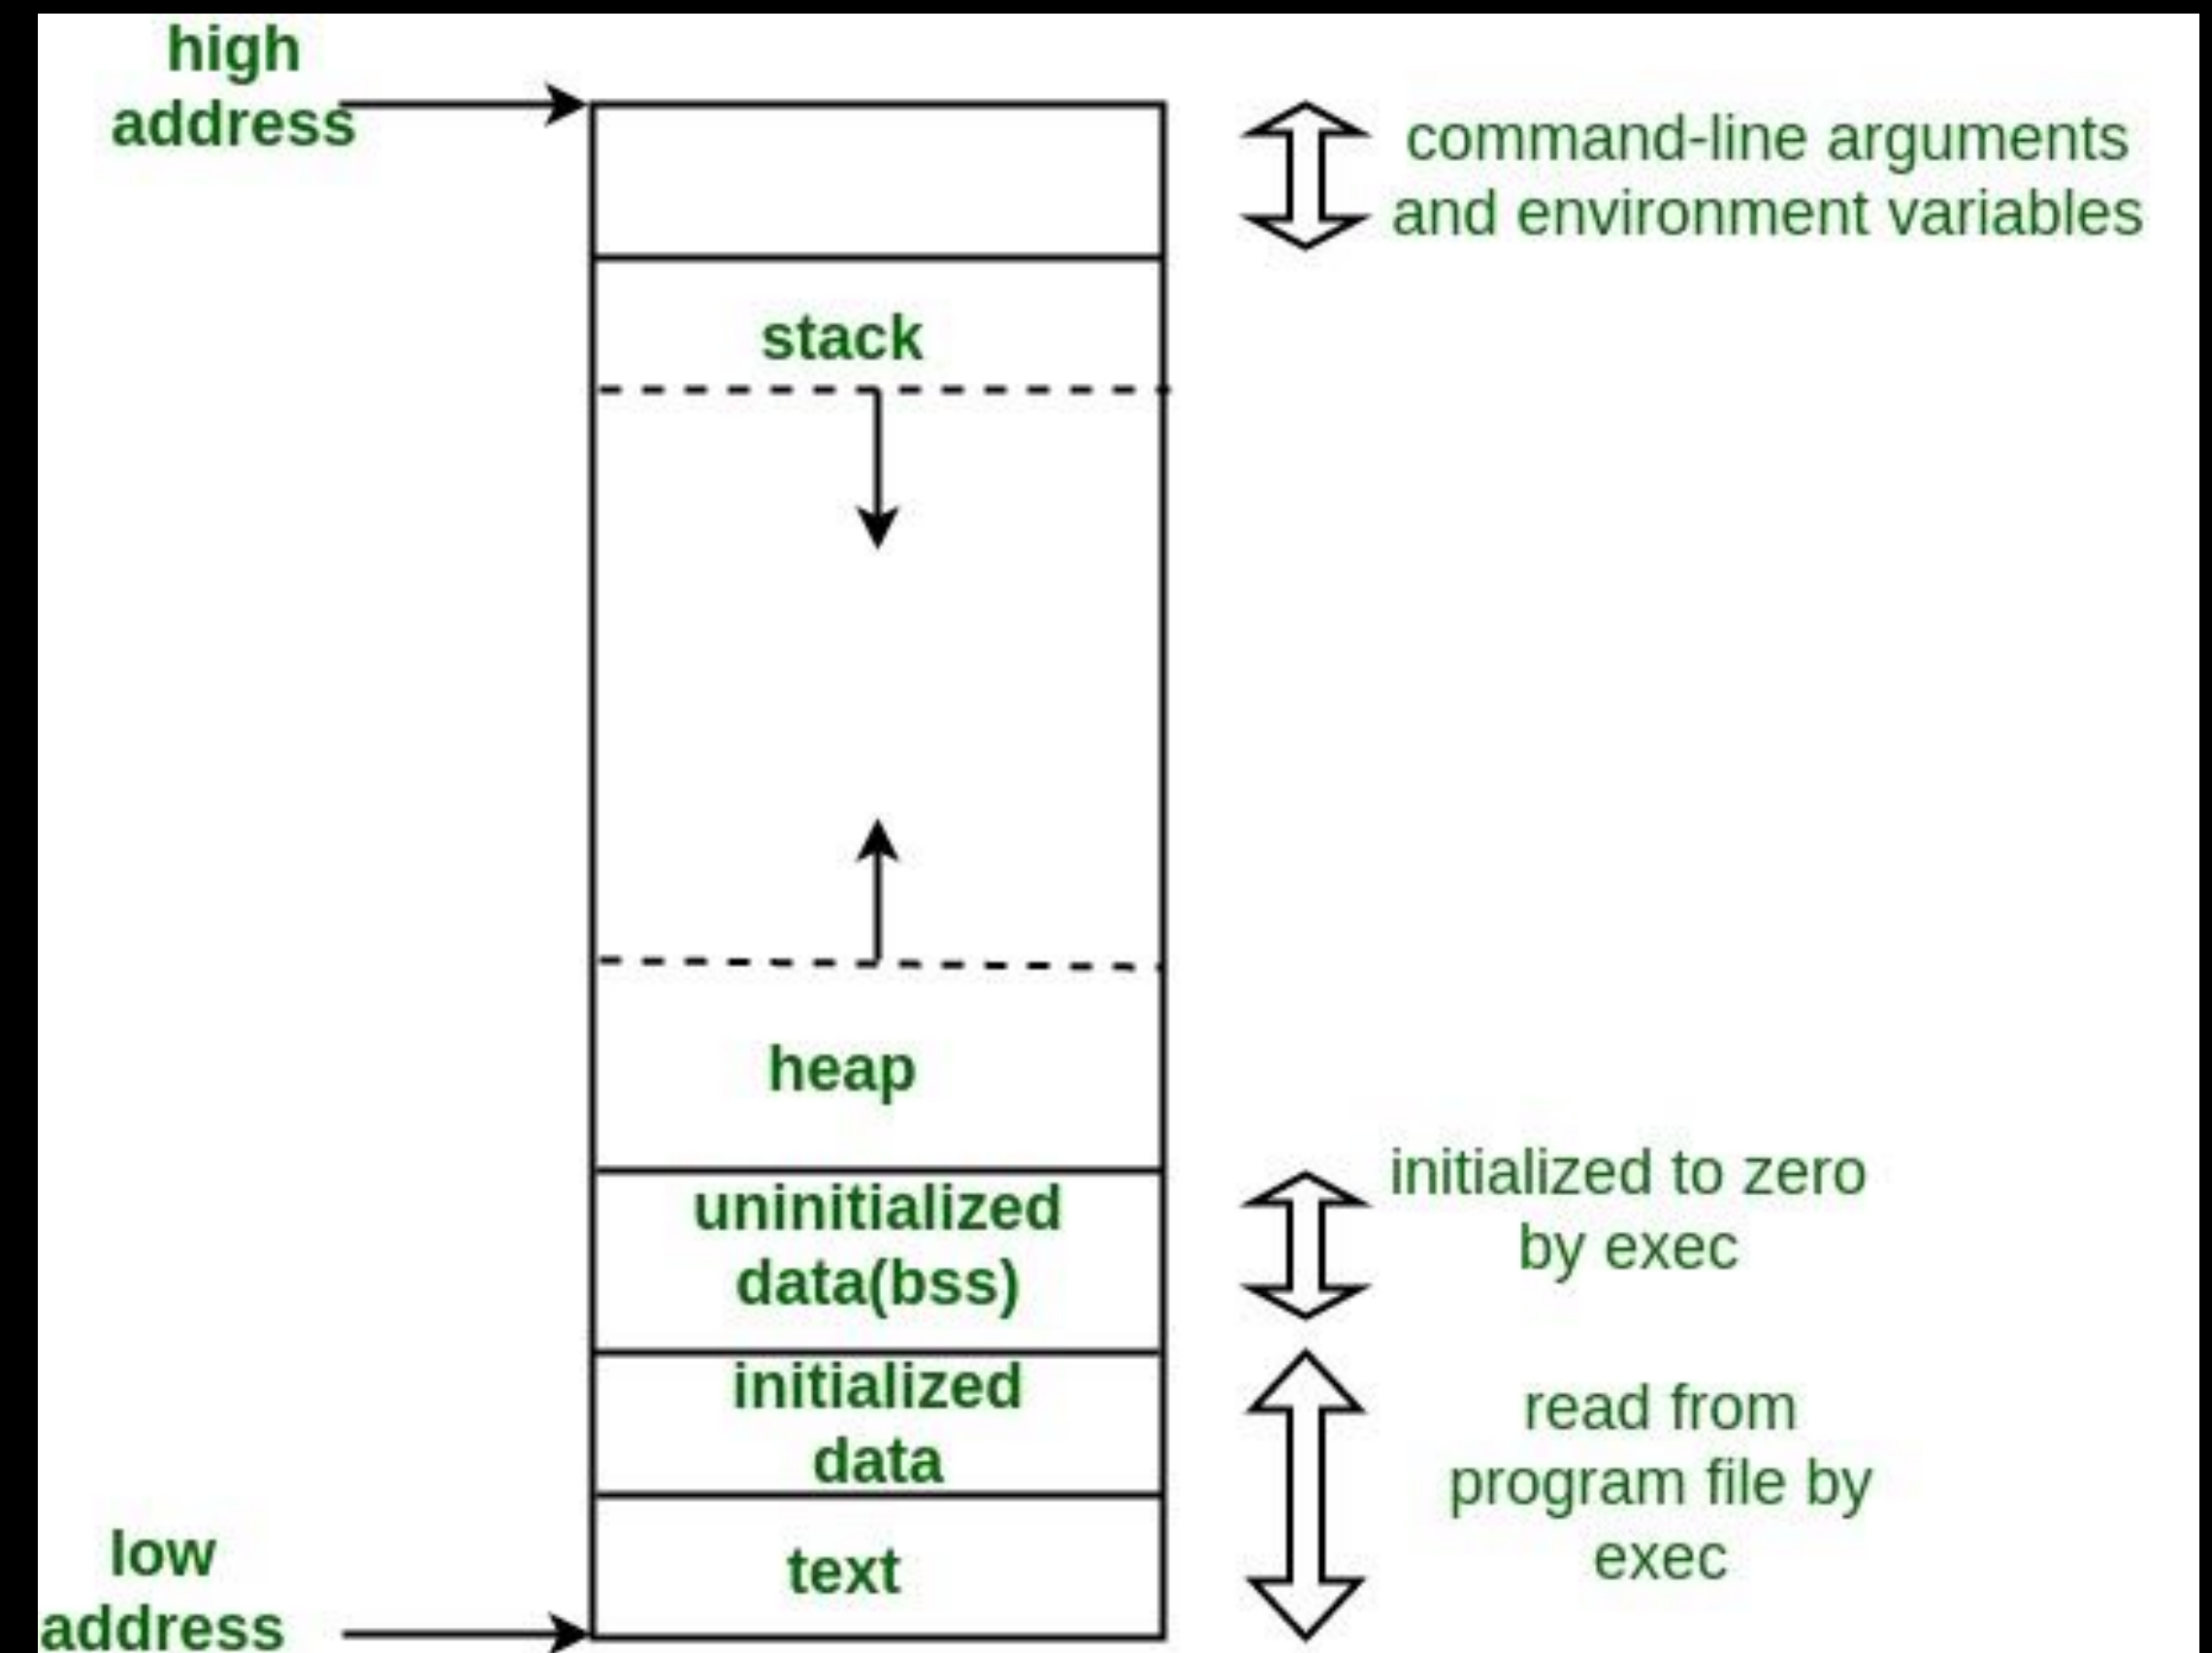 high
address
command-line arguments
and environment variables
stack
heap
uninitialized
data(bss)
initialized to zero
by exec
initialized
data
read from
program file by
exec
text
low
address